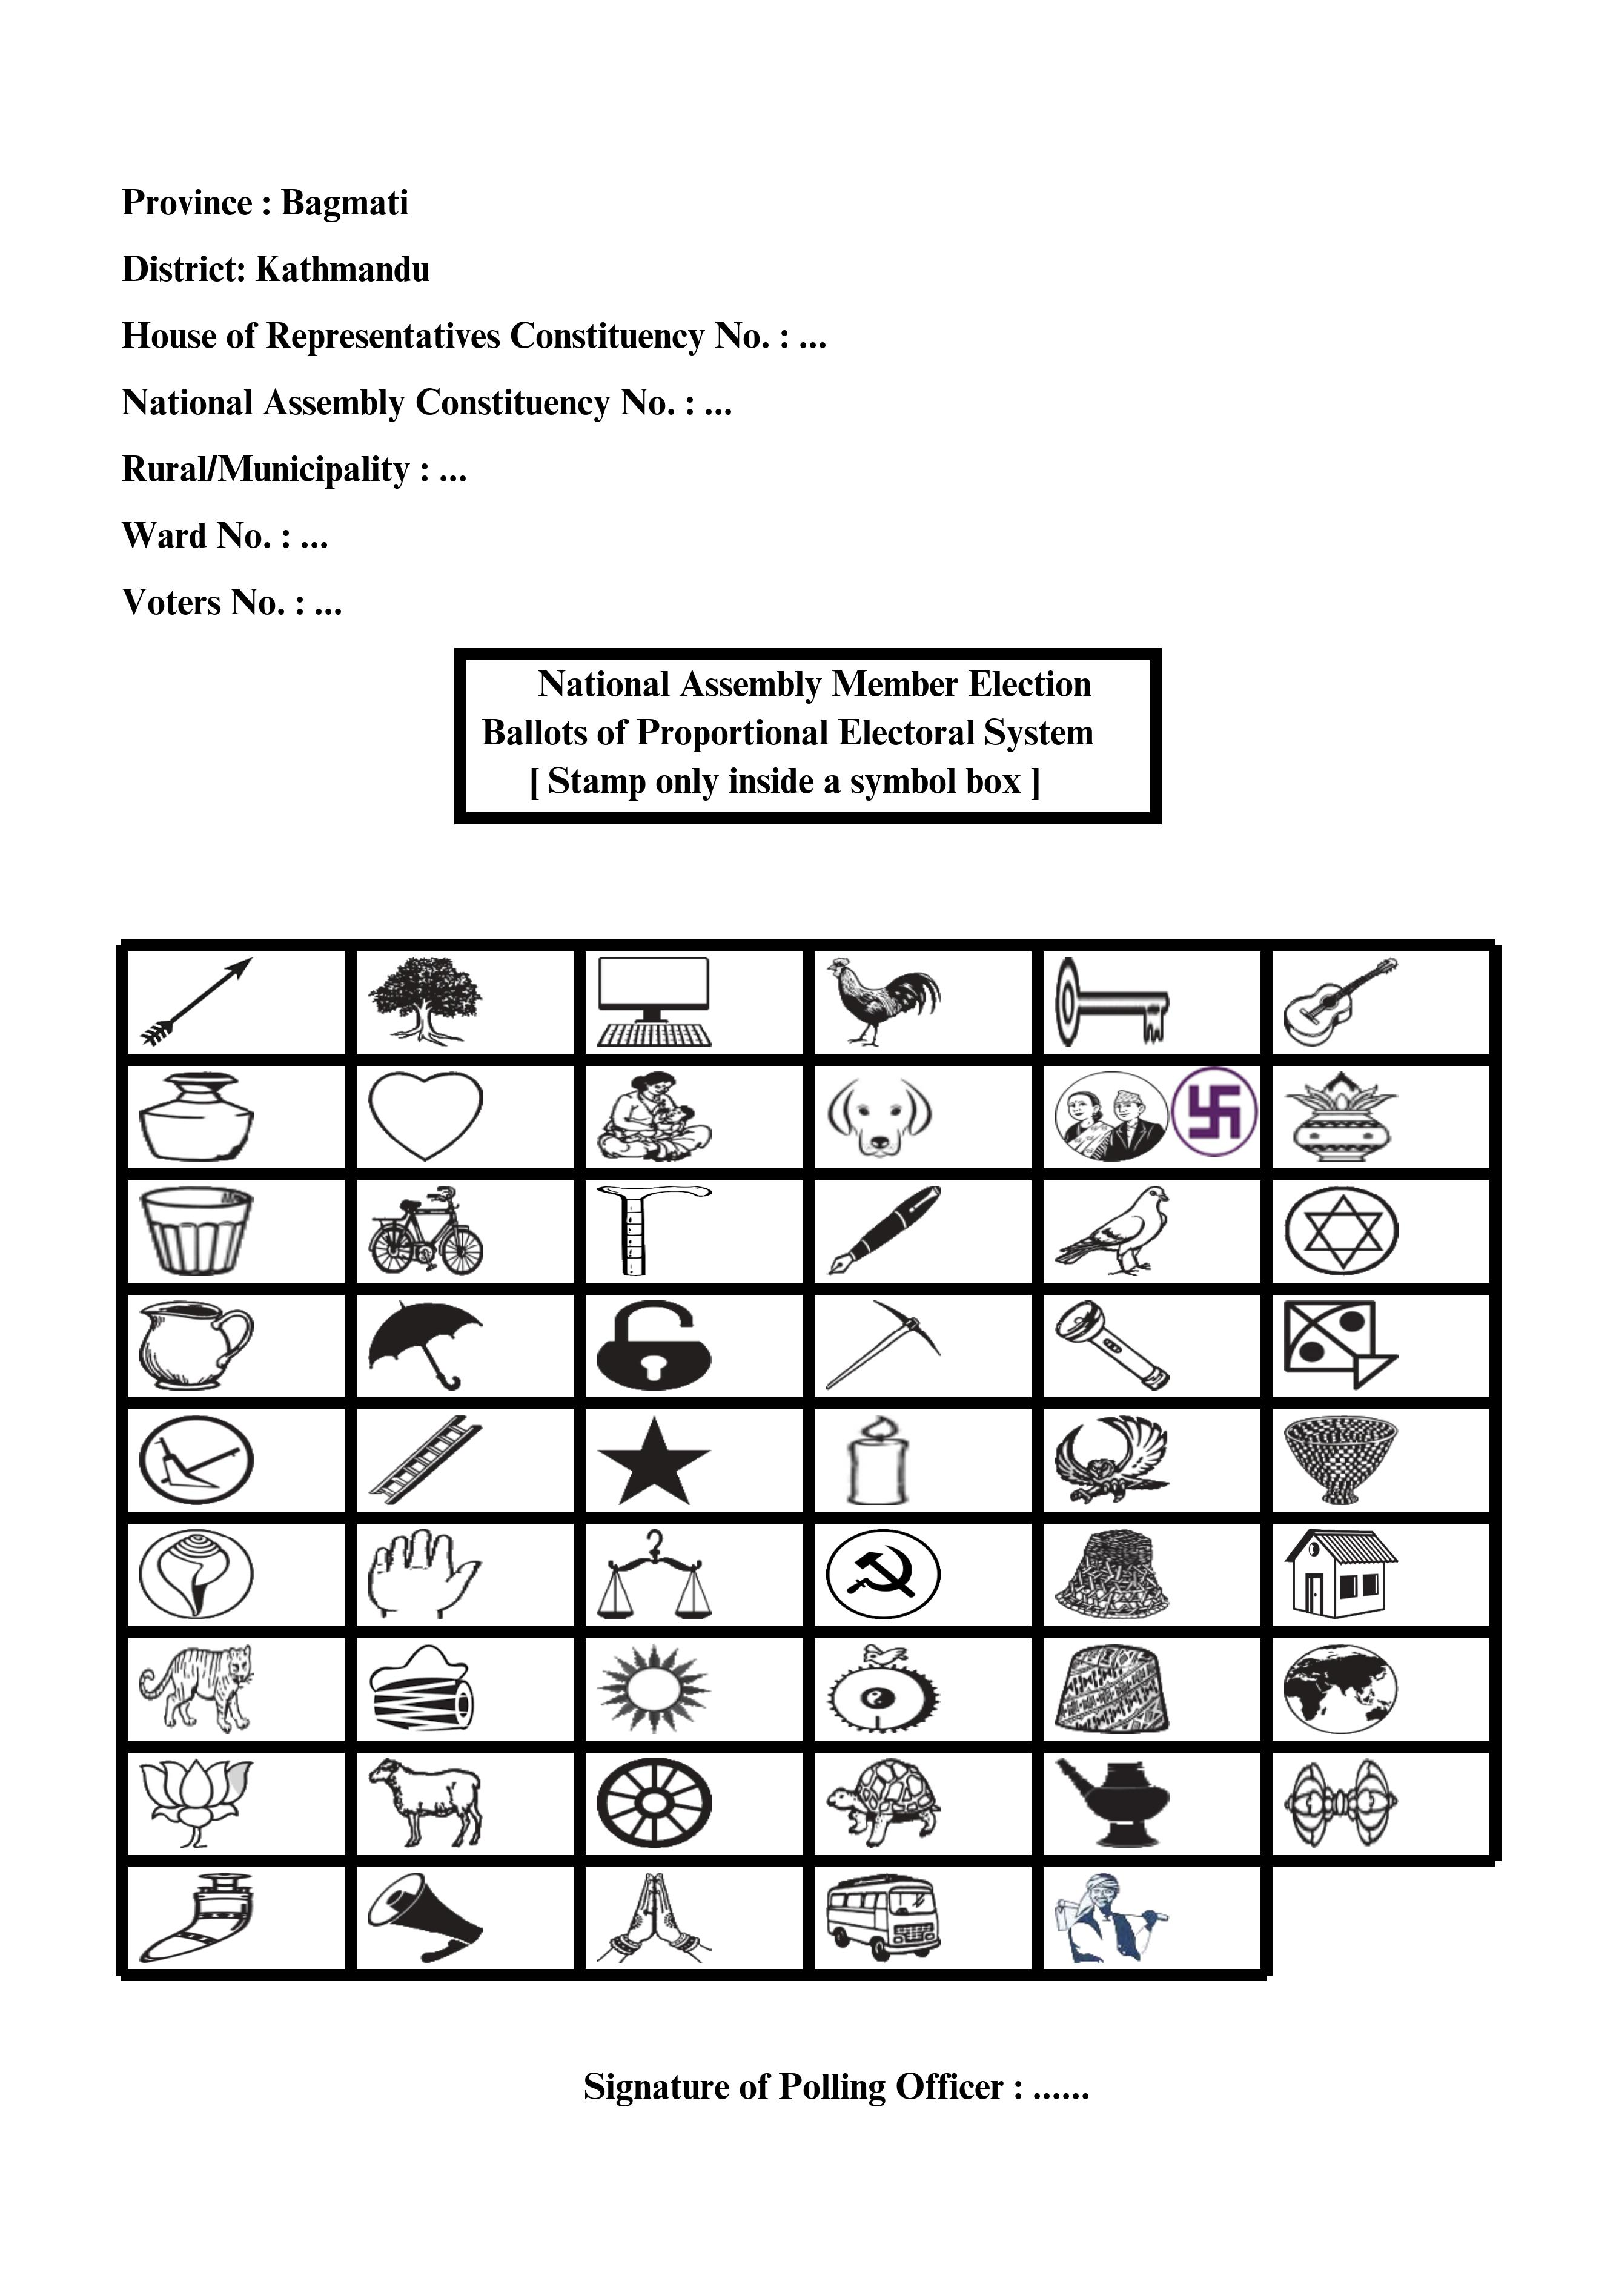 Province : Bagmati
District: Kathmandu
House of Representatives Constituency No. : ...
National Assembly Constituency No. : ...
Rural/Municipality : ...
Ward No. : ...
Voters No. : ...
National Assembly Member Election
Ballots of Proportional Electoral System
[ Stamp only inside a symbol box ]
Signature of Polling Officer : ......